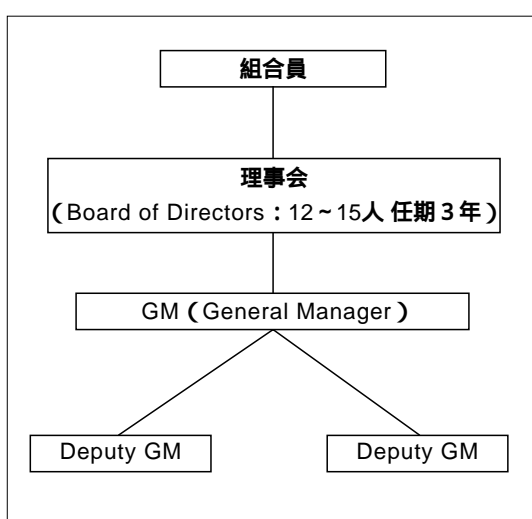 組合員
理事会
（Board of Directors：12～15人 任期３年）
GM（General Manager）
Deputy GM
Deputy GM